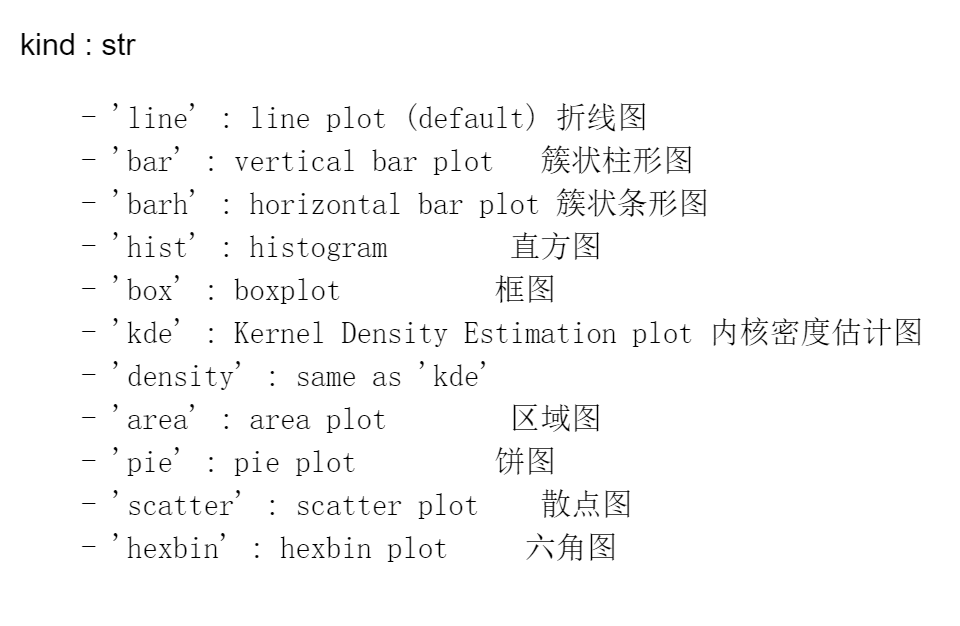 kind : str
- 'line' : line plot (default) 折线图
- 'bar' : vertical bar plot 簇状柱形图
- 'barh' : horizontal bar plot 簇状条形图
- 'hist' : histogram 直方图
- 'box' : boxplot 框图
- 'kde' : Kernel Density Estimation plot 内核密度估计图
- 'density' : same as 'kde'
- 'area' : area plot 区域图
- 'pie' : pie plot 饼图
- 'scatter' : scatter plot 散点图
- 'hexbin' : hexbin plot 六角图